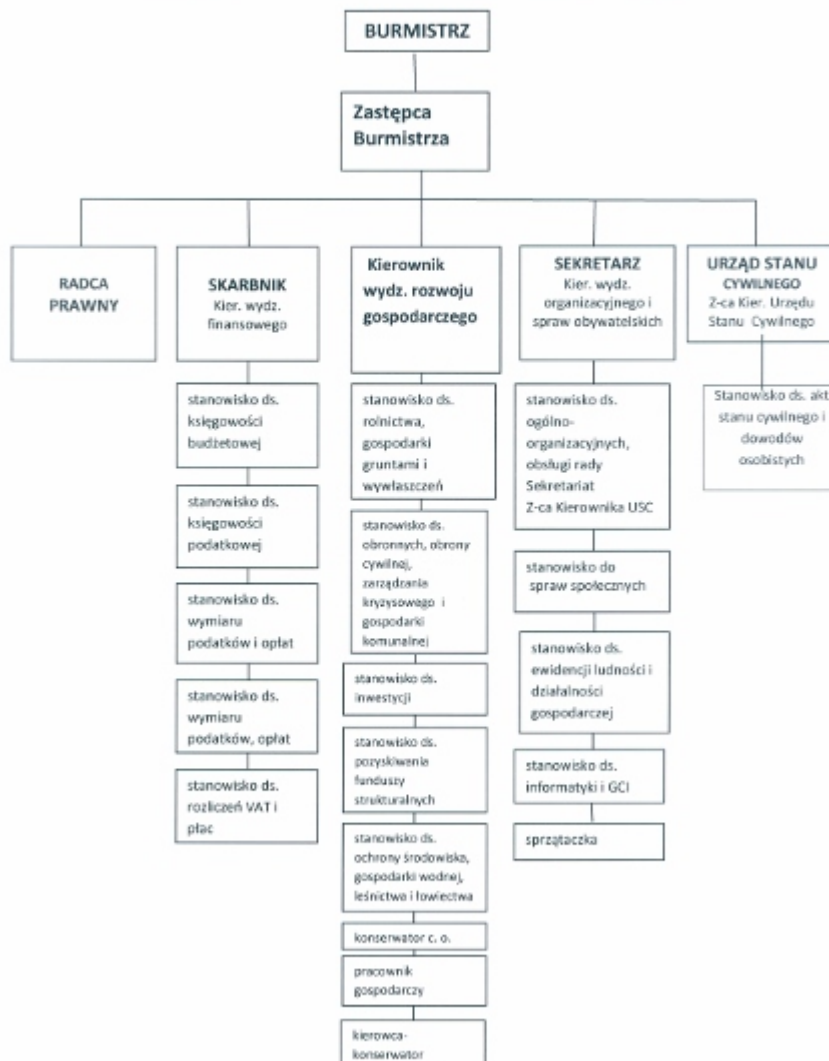 BURMISTRZ
Zastępca
Burmistrza
RADCA
PRAWNY
SKARBNIK
Kier. wydz.
finansowego
stanowisko ds.
księgowości
budżetowej
stanowisko ds.
księgowości
podatkowej
stanowisko ds.
wymiaru
podatków i opłat
stanowisko ds.
wymiaru
podatków, opłat
stanowisko ds.
rozliczeń VAT i
płac
Kierownik
wydz. rozwoju
gospodarczego
stanowisko ds.
rolnictwa,
gospodarki
gruntami i
wywłaszczeń
stanowisko ds.
obronnych, obrony
cywilnej,
zarządzania
kryzysowego i
gospodarki
komunalnej
stanowisko ds.
inwestycji
stanowisko ds.
pozyskiwania
funduszy
strukturalnych
stanowisko ds.
ochrony środowiska,
gospodarki wodnej,
leśnictwa i łowiectwa
konserwator c. o.
pracownik
gospodarczy
kierowca-
konserwator
SEKRETARZ
Kier. wydz.
organizacyjnego i
spraw obywatelskich
stanowisko ds.
ogólno-
organizacyjnych,
obsługi rady
Sekretariat
Z-ca Kierownika USC
stanowisko do
spraw społecznych
stanowisko ds.
ewidencji ludności i
działalności
gospodarczej
stanowisko ds.
informatyki i GCI
sprzątaczka
URZĄD STANU
CYWILNEGO
Z-ca Kier. Urzędu
Stanu Cywilnego
Stanowisko ds. akt
stanu cywilnego i
dowodów
osobistych